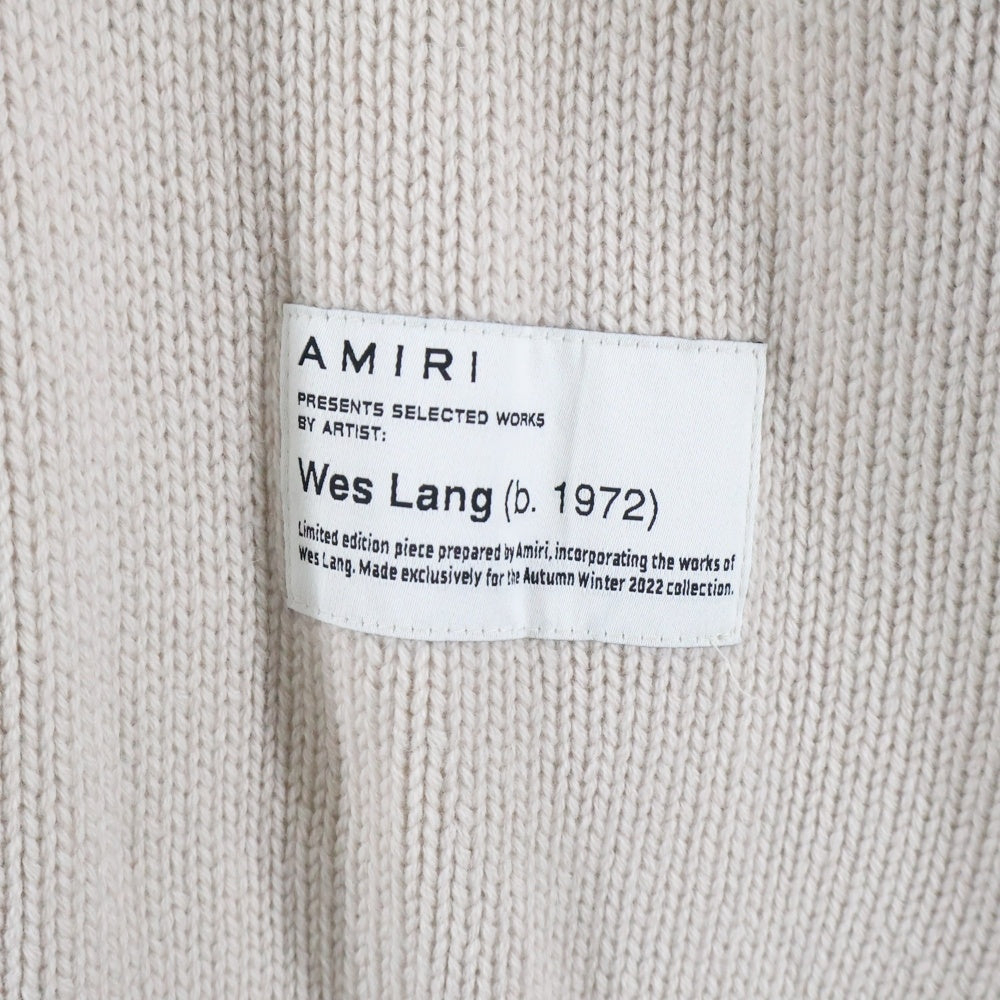 AMIRI
PRESENTS SELECTED WORKS
BY ARTIST:
Wes Lang (b. 1972)
Limited edition piece prepared by Amiri, incorporating the works of
Wes Lang. Made exclusively for the Autumn Winter 2022 collection.